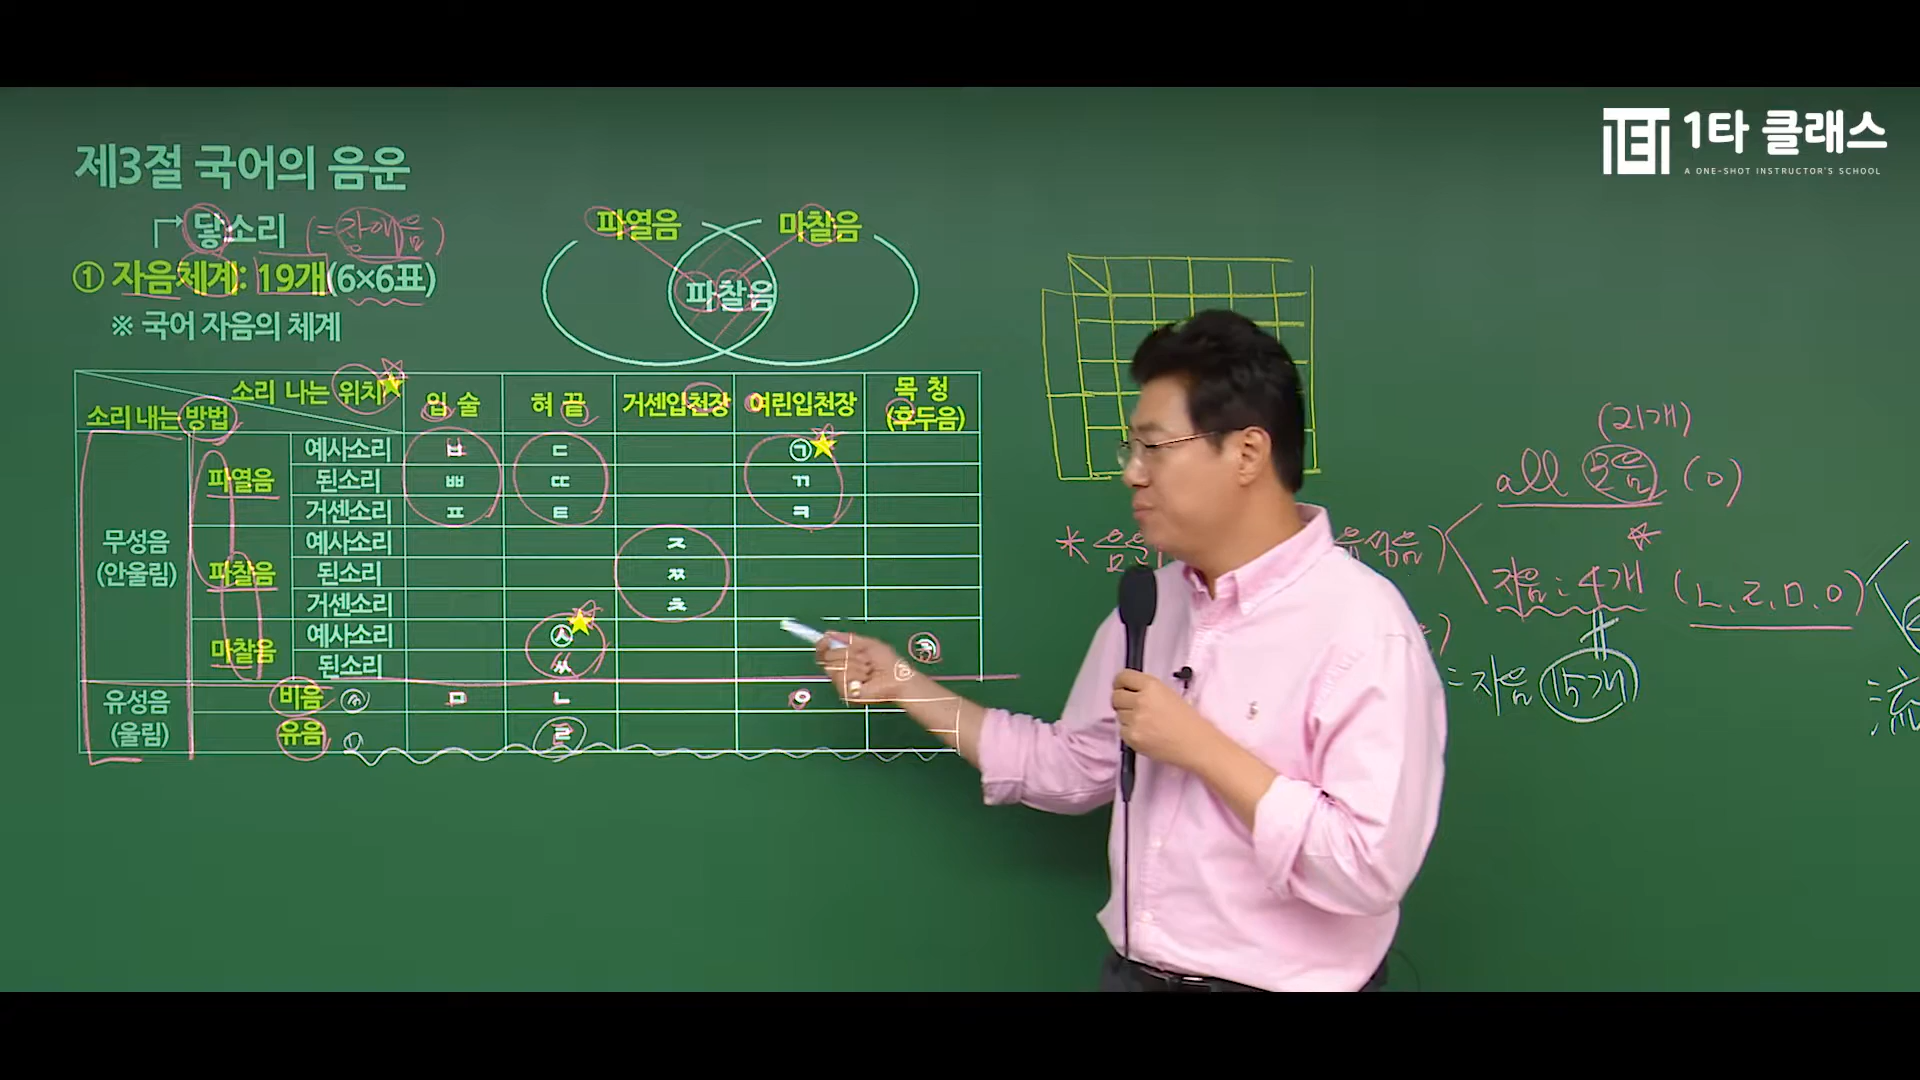 1타 클래스
A ONE-SHOT INSTRUCTOR'S SCHOOL
제3절 국어의 음운
닿소리 (=장애음)
① 자음체계: 19개(6×6표)
※ 국어 자음의 체계
파열음 마찰음
파찰음
소리 나는 위치
소리 내는 방법
입 술 혀 끝 거센입천장 여린입천장 목 청
(후두음)
무성음
(안울림)
파열음 예사소리 ㅂ ㄷ ㄱ
된소리 ㅃ ㄸ ㄲ
거센소리 ㅍ ㅌ ㅋ
파찰음 예사소리 ㅈ
된소리 ㅉ
거센소리 ㅊ
마찰음 예사소리 ㅅ ㅎ
된소리 ㅆ
유성음
(울림)
비음 ㅁ ㄴ ㅇ
유음 ㄹ
(21개)
all 모음 (O)
자음: 4개 (ㄴ, ㄹ, ㅁ, ㅇ)
= 자음 15개